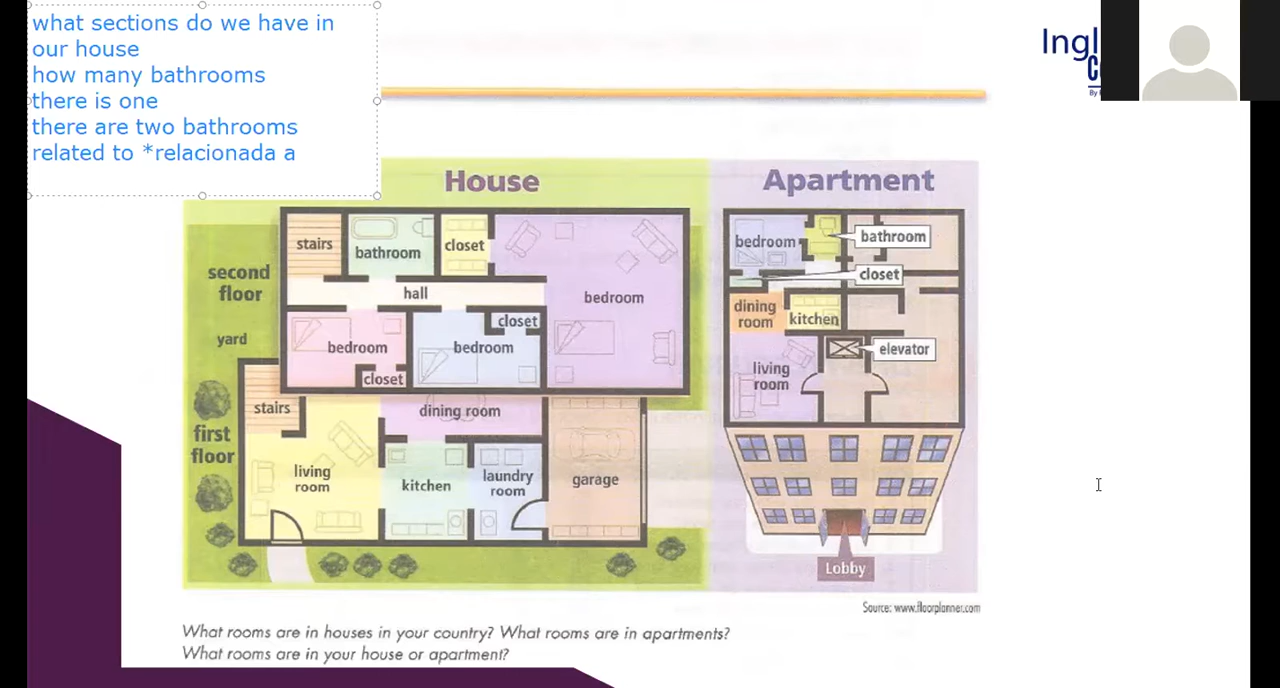 what sections do we have in
our house
how many bathrooms
there is one
there are two bathrooms
related to *relacionada a
Ingl
By
House
Apartment
stairs
bathroom
closet
bedroom
hall
second
floor
yard
bedroom
closet
bedroom
closet
stairs
dining room
first
floor
living
room
kitchen
laundry
room
garage
bedroom
bathroom
closet
dining
room
kitchen
elevator
living
room
Lobby
Source: www.floorplanner.com
What rooms are in houses in your country? What rooms are in apartments?
What rooms are in your house or apartment?